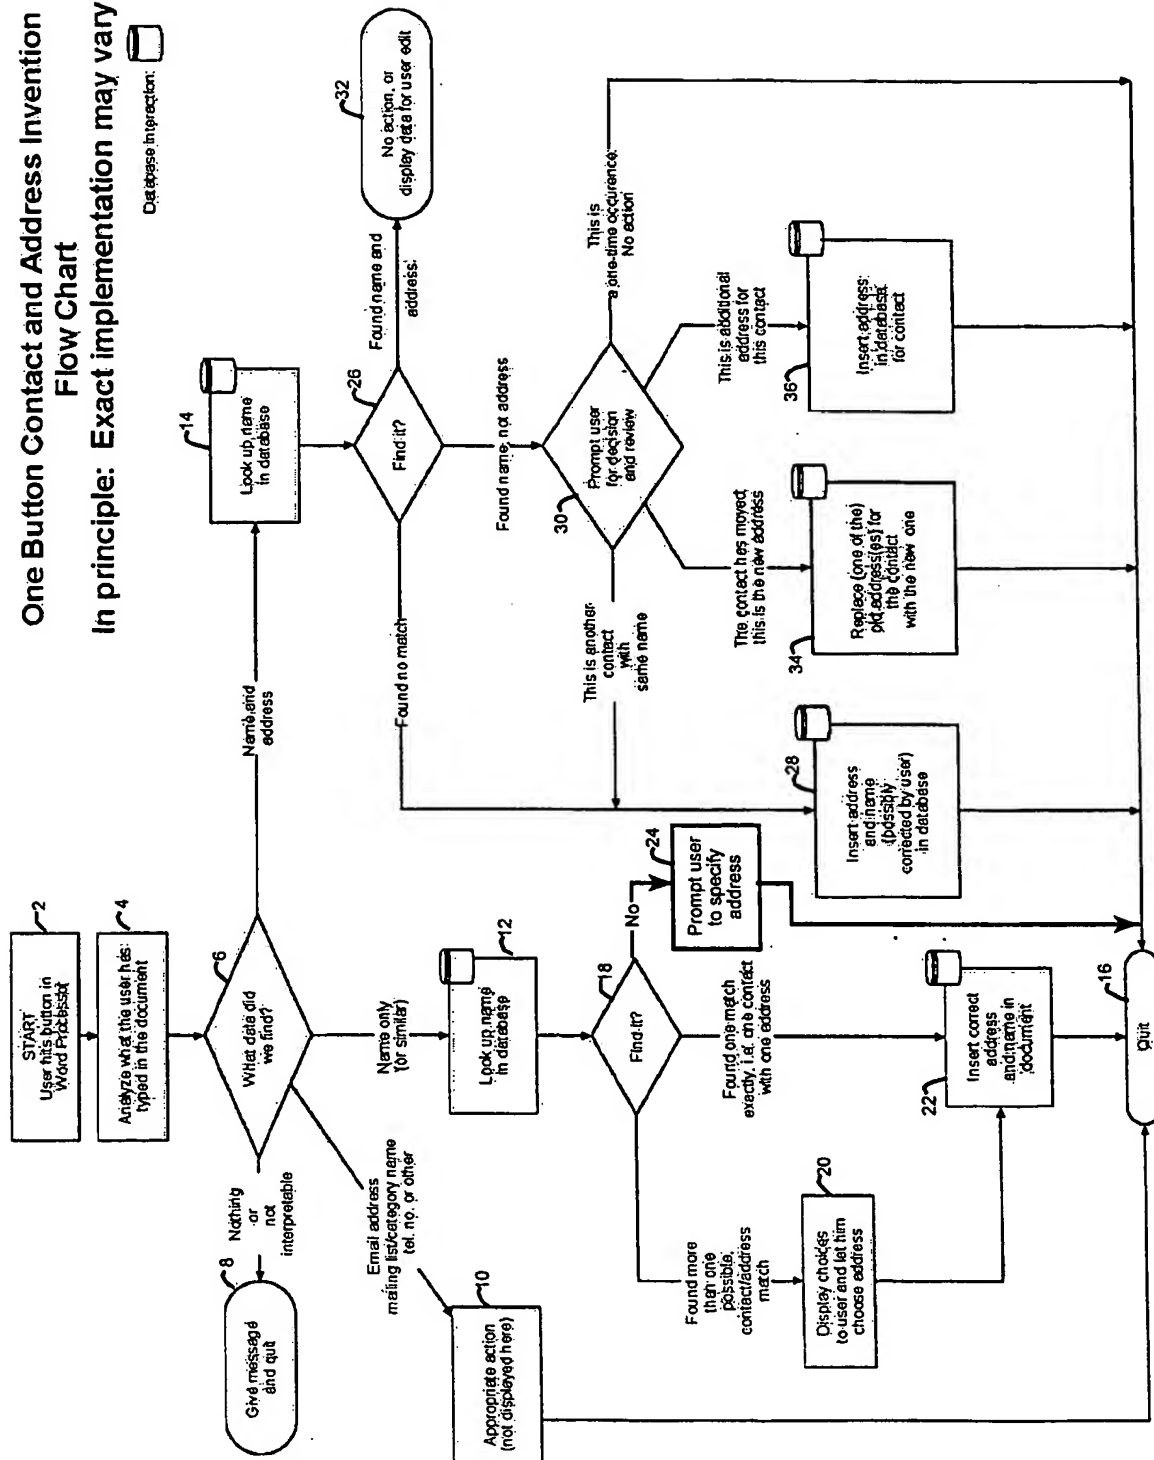 One Button Contact and Address Invention
Flow Chart
In principle: Exact implementation may vary
Database Interaction:
2
START
User hits button in
Word Processor
4
Analyze what the user has
typed in the document
6
What data did
we find?
Nothing
or
not
interpretable
8
Give message
and quit
Email address
mailing list/category name
tel. no. or other
10
Appropriate action
(not displayed here)
Name only
(or similar)
12
Look up name
in database
Name and
address
14
Look up name
in database
18
Find it?
No
24
Prompt user
to specify
address
Found one match
exactly, i.e. one contact
with one address
Found more
than one
possible,
contact/address
match
20
Display choices
to user and let him
choose address
22
Insert correct
address
and name in
document
16
Quit
26
Find it?
Found name and
address:
32
No action, or
display data for user edit
Found no match
Found name, not address
30
Prompt user
for decision
and review
This is another
contact
with
same name
The contact has moved,
this is the new address
This is additional
address for
this contact
This is
a one-time occurence:
No action
28
Insert address
and name
(possibly
corrected by user)
in database
34
Replace (one of the)
old address(es) for
the contact
with the new one
36
Insert address
in database
for contact